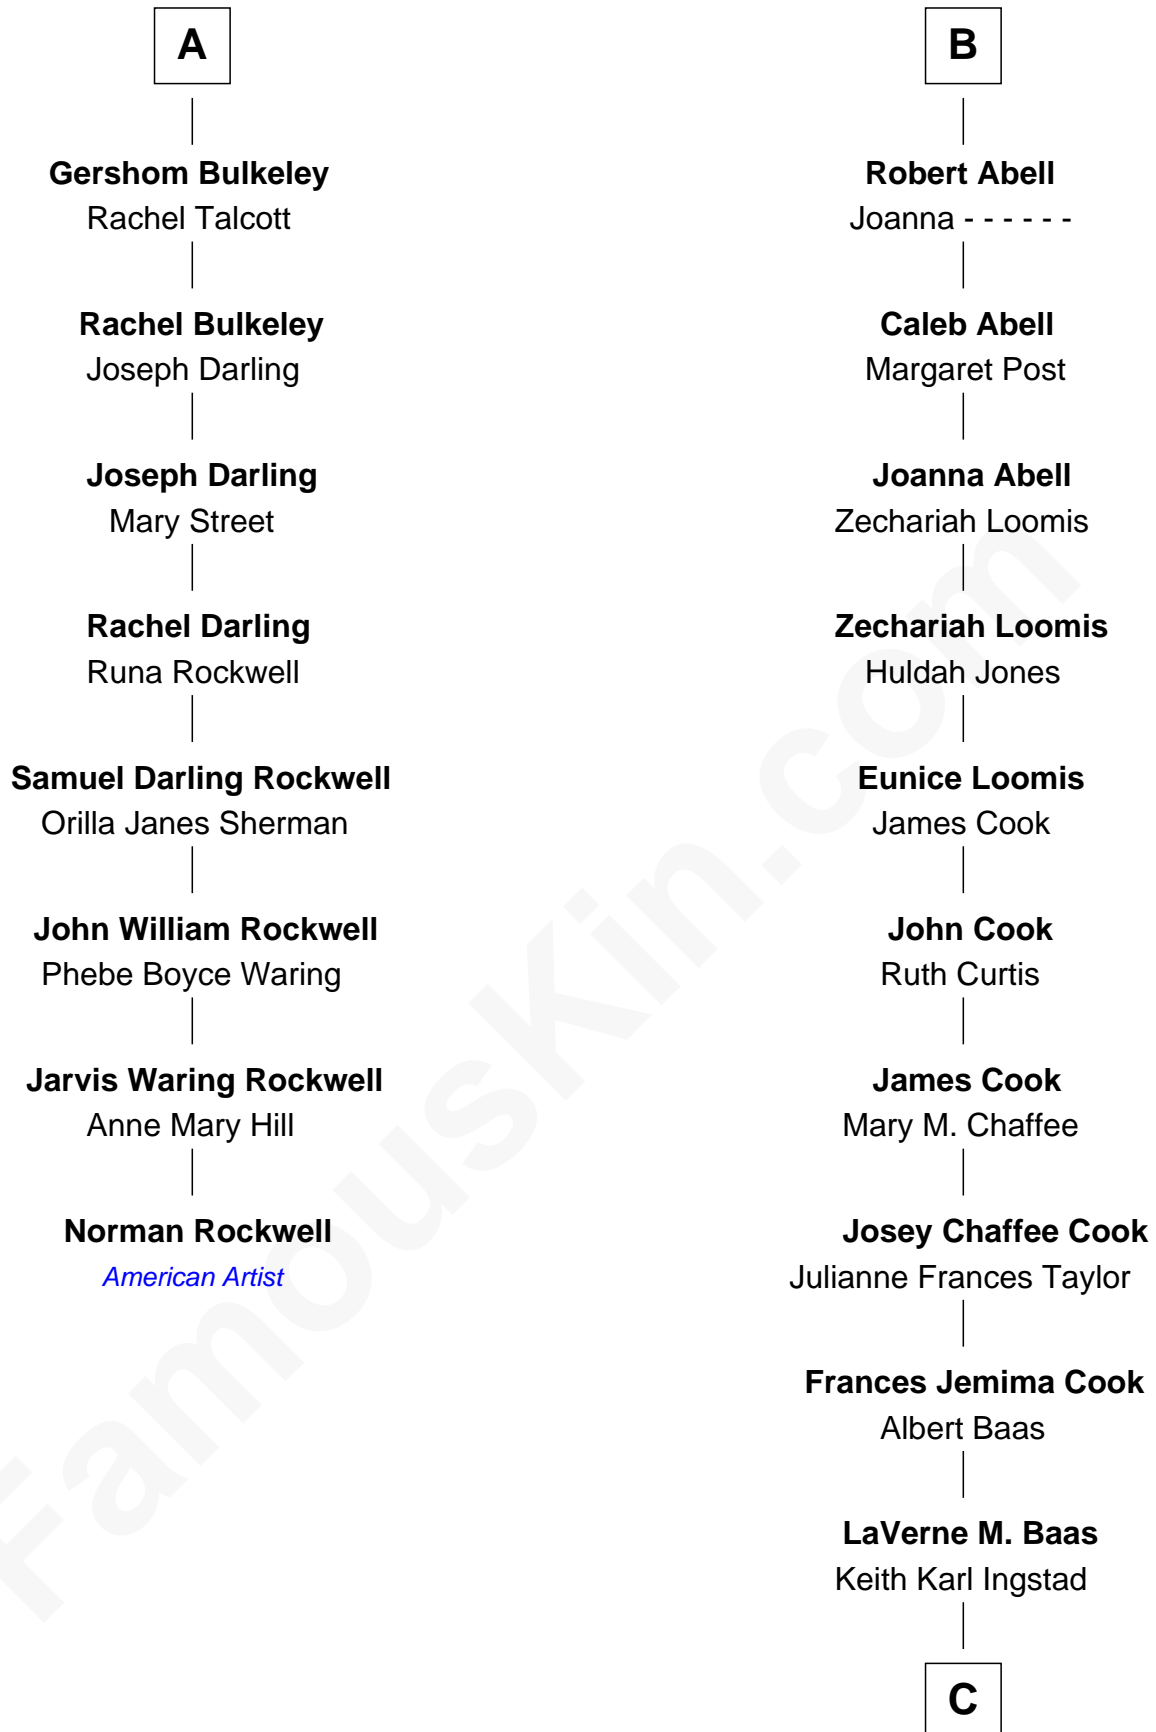 A
Gershom Bulkeley
Rachel Talcott
Rachel Bulkeley
Joseph Darling
Joseph Darling
Mary Street
Rachel Darling
Runa Rockwell
Samuel Darling Rockwell
Orilla Janes Sherman
John William Rockwell
Phebe Boyce Waring
Jarvis Waring Rockwell
Anne Mary Hill
Norman Rockwell
American Artist
B
Robert Abell
Joanna - - - - - -
Caleb Abell
Margaret Post
Joanna Abell
Zechariah Loomis
Zechariah Loomis
Huldah Jones
Eunice Loomis
James Cook
John Cook
Ruth Curtis
James Cook
Mary M. Chaffee
Josey Chaffee Cook
Julianne Frances Taylor
Frances Jemima Cook
Albert Baas
LaVerne M. Baas
Keith Karl Ingstad
C
FamousKin.com